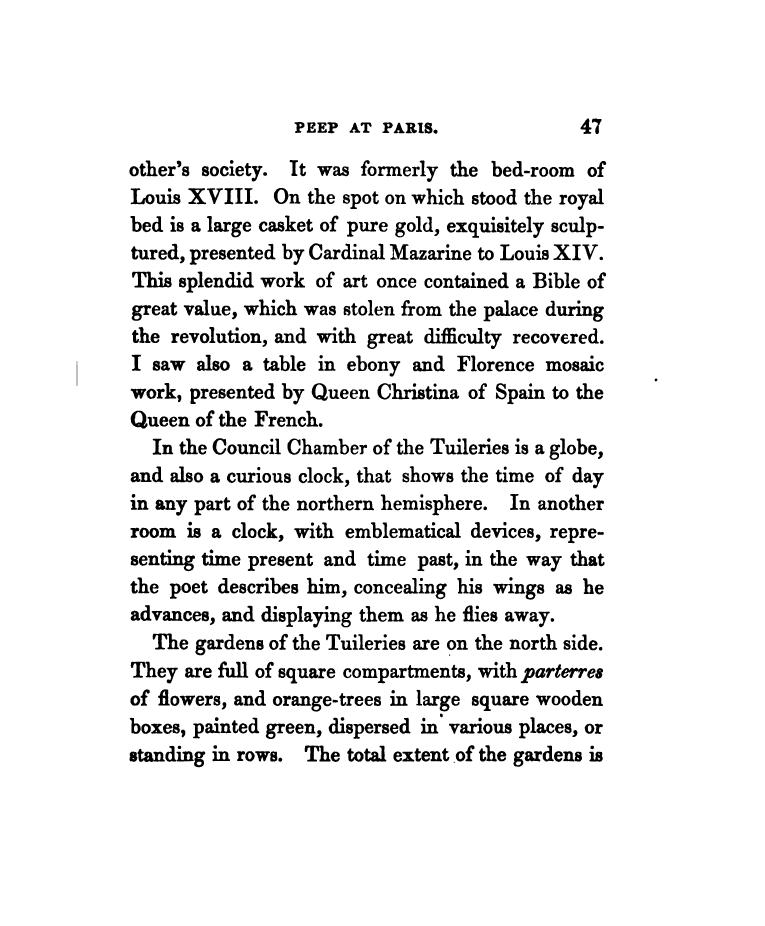 PEEP AT PARIS. 47
other's society. It was formerly the bed-room of
Louis XVIII. On the spot on which stood the royal
bed is a large casket of pure gold, exquisitely sculp-
tured, presented by Cardinal Mazarine to Louis XIV.
This splendid work of art once contained a Bible of
great value, which was stolen from the palace during
the revolution, and with great difficulty recovered.
I saw also a table in ebony and Florence mosaic
work, presented by Queen Christina of Spain to the
Queen of the French.
In the Council Chamber of the Tuileries is a globe,
and also a curious clock, that shows the time of day
in any part of the northern hemisphere. In another
room is a clock, with emblematical devices, repre-
senting time present and time past, in the way that
the poet describes him, concealing his wings as he
advances, and displaying them as he flies away.
The gardens of the Tuileries are on the north side.
They are full of square compartments, with parterres
of flowers, and orange-trees in large square wooden
boxes, painted green, dispersed in various places, or
standing in rows. The total extent of the gardens is